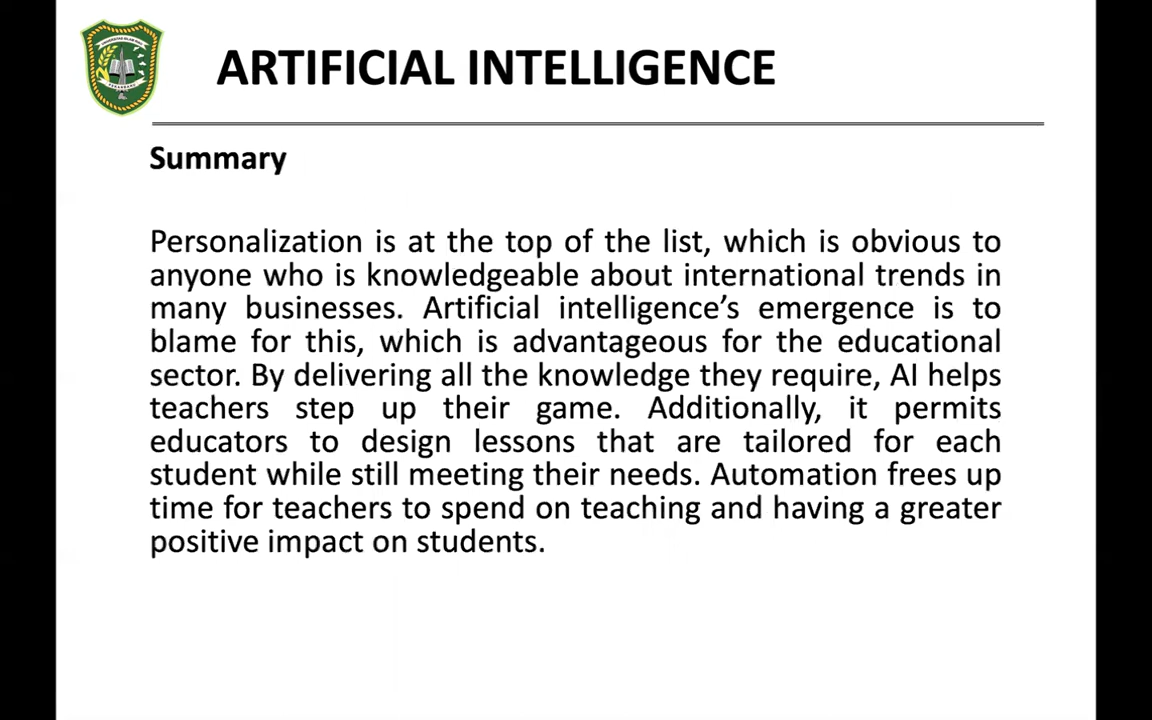 ARTIFICIAL INTELLIGENCE
Summary
Personalization is at the top of the list, which is obvious to
anyone who is knowledgeable about international trends in
many businesses. Artificial intelligence’s emergence is to
blame for this, which is advantageous for the educational
sector. By delivering all the knowledge they require, AI helps
teachers step up their game. Additionally, it permits
educators to design lessons that are tailored for each
student while still meeting their needs. Automation frees up
time for teachers to spend on teaching and having a greater
positive impact on students.